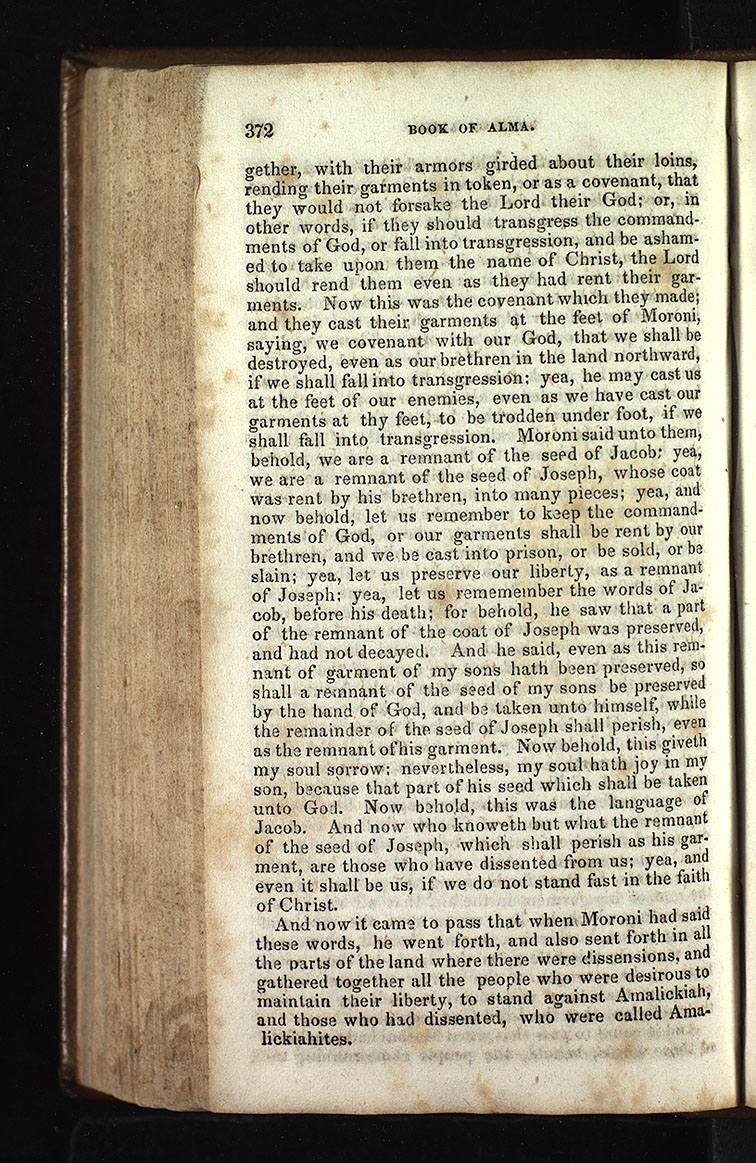 372 BOOK OF ALMA.
gether, with their armors girded about their loins,
rending their garments in token, or as a covenant, that
they would not forsake the Lord their God; or, in
other words, if they should transgress the command-
ments of God, or fall into transgression, and be asham-
ed to take upon them the name of Christ, the Lord
should rend them even as they had rent their gar-
ments. Now this was the covenant which they made;
and they cast their garments at the feet of Moroni,
saying, we covenant with our God, that we shall be
destroyed, even as our brethren in the land northward,
if we shall fall into transgression; yea, he may cast us
at the feet of our enemies, even as we have cast our
garments at thy feet, to be trodden under foot, if we
shall fall into transgression. Moroni said unto them,
behold, we are a remnant of the seed of Jacob; yea,
we are a remnant of the seed of Joseph, whose coat
was rent by his brethren, into many pieces; yea, and
now behold, let us remember to keep the command-
ments of God, or our garments shall be rent by our
brethren, and we be cast into prison, or be sold, or be
slain; yea, let us preserve our liberty, as a remnant
of Joseph; yea, let us rememember the words of Ja-
cob, before his death; for behold, he saw that a part
of the remnant of the coat of Joseph was preserved,
and had not decayed. And he said, even as this rem-
nant of garment of my sons hath been preserved, so
shall a remnant of the seed of my sons be preserved
by the hand of God, and be taken unto himself, while
the remainder of the seed of Joseph shall perish, even
as the remnant of his garment. Now behold, this giveth
my soul sorrow; nevertheless, my soul hath joy in my
son, because that part of his seed which shall be taken
unto God. Now behold, this was the language of
Jacob. And now who knoweth but what the remnant
of the seed of Joseph, which shall perish as his gar-
ment, are those who have dissented from us; yea, and
even it shall be us, if we do not stand fast in the faith
of Christ.
And now it came to pass that when Moroni had said
these words, he went forth, and also sent forth in all
the parts of the land where there were dissensions, and
gathered together all the people who were desirous to
maintain their liberty, to stand against Amalickiah,
and those who had dissented, who were called Ama-
lickiahites.